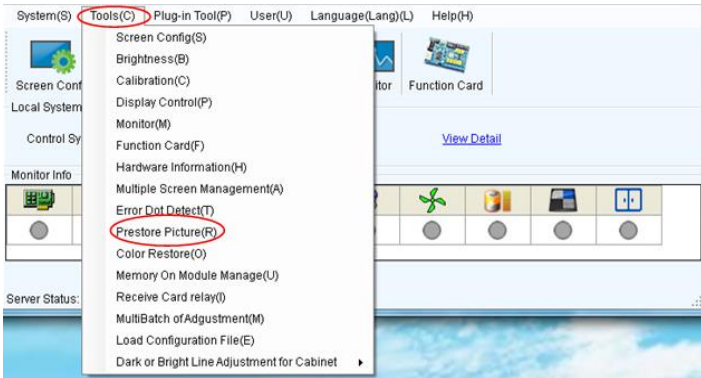 System(S) Tools(C) Plug-in Tool(P) User(U) Language(Lang)(L) Help(H)
Screen Config(S)
Brightness(B)
Calibration(C)
Display Control(P)
Monitor(M)
Function Card(F)
Hardware Information(H)
Multiple Screen Management(A)
Error Dot Detect(T)
Prestore Picture(R)
Color Restore(O)
Memory On Module Manage(U)
Receive Card relay(I)
MultiBatch ofAdgustment(M)
Load Configuration File(E)
Dark or Bright Line Adjustment for Cabinet
Screen Conf
itor Function Card
Local System
Control Sy
View Detail
Monitor Info
Server Status: